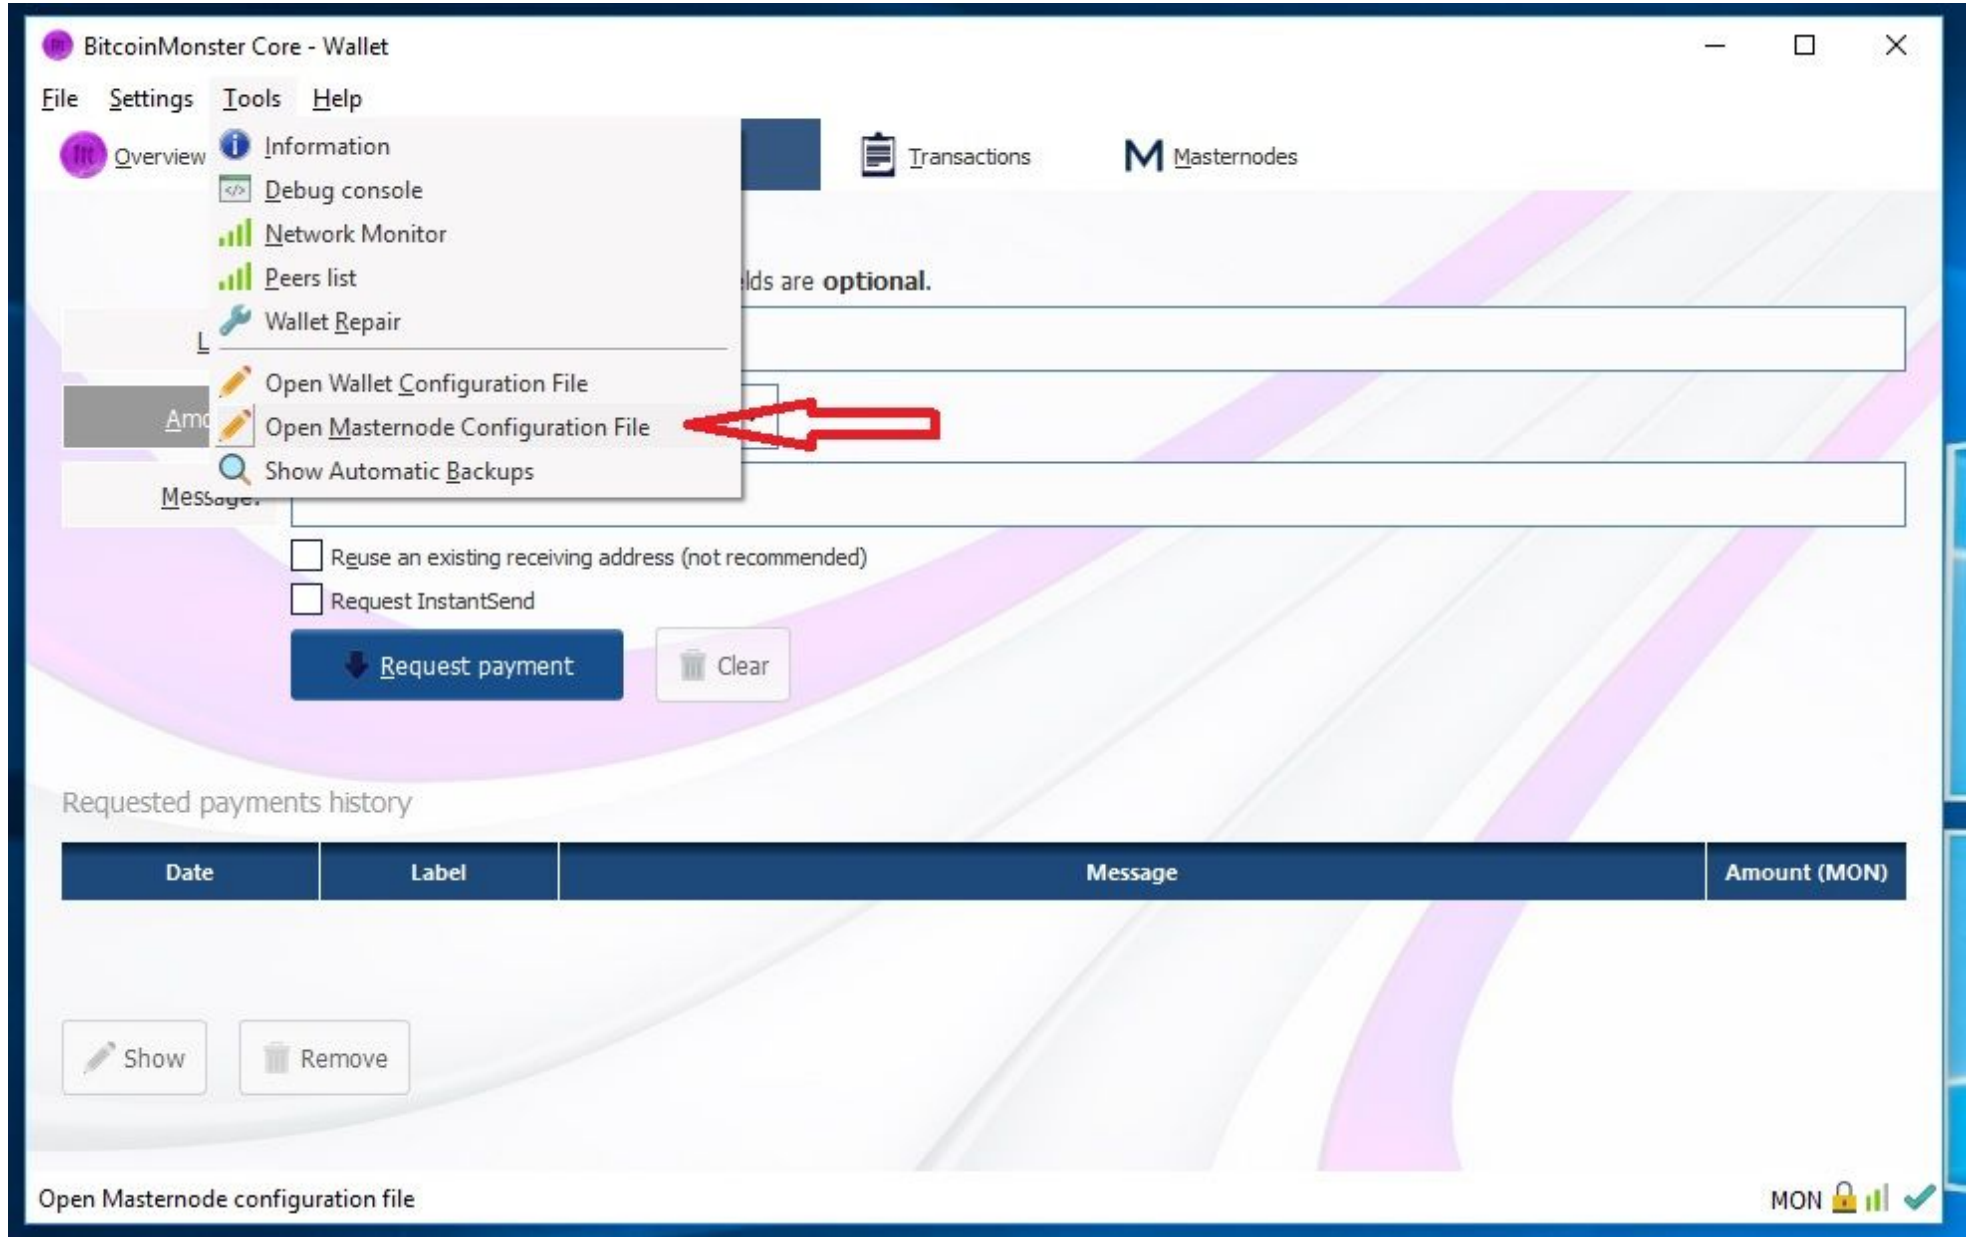 BitcoinMonster Core - Wallet
File Settings Tools Help
Overview
Transactions
Masternodes
Information
Debug console
Network Monitor
Peers list
Wallet Repair
Open Wallet Configuration File
Open Masternode Configuration File
Show Automatic Backups
are optional.
Message:
Reuse an existing receiving address (not recommended)
Request InstantSend
Request payment
Clear
Requested payments history
Date Label Message Amount (MON)
Show
Remove
Open Masternode configuration file
MON